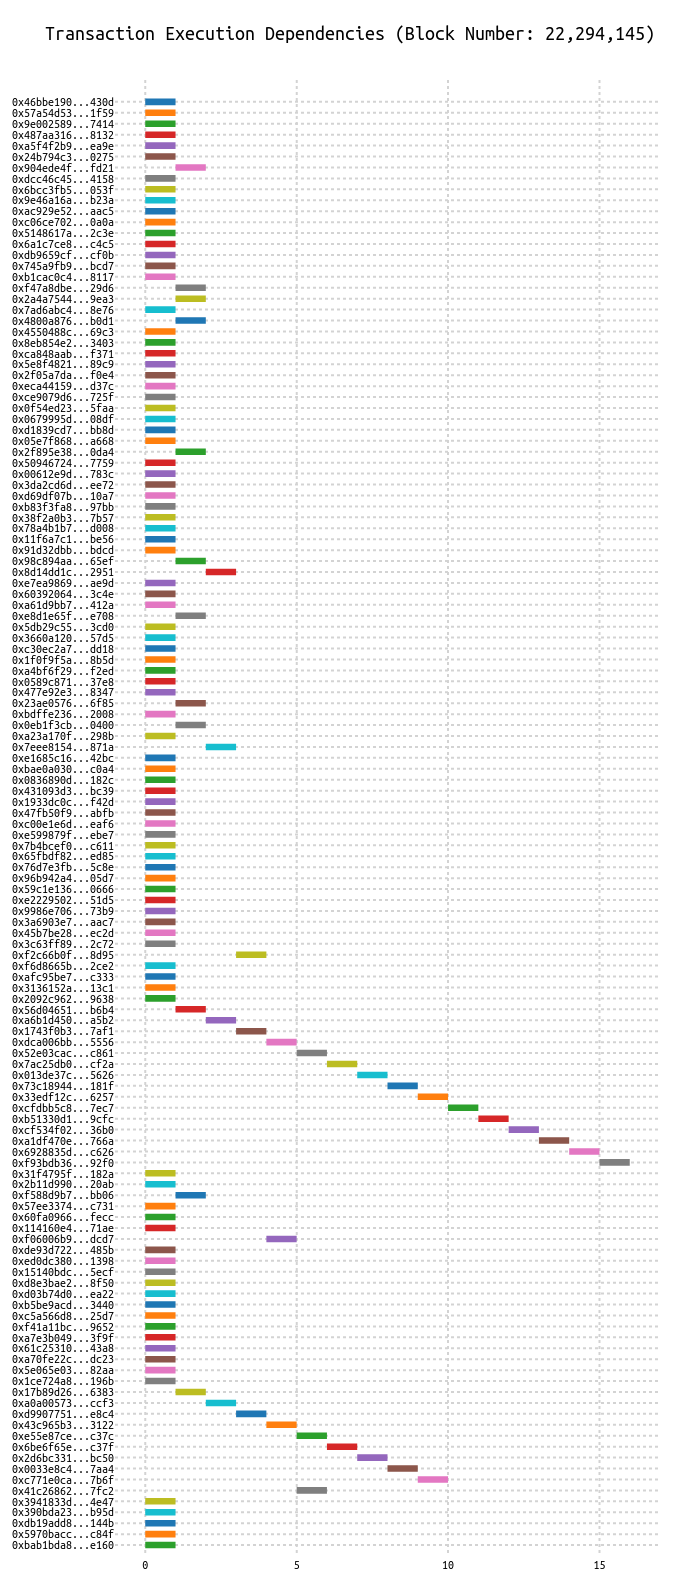 Transaction Execution Dependencies (Block Number: 22,294,145)
0x46bbe190...430d
0x57a54d53...1f59
0x9e002589...7414
0x487aa316...8132
0xa5f4f2b9...ea9e
0x24b794c3...0275
0x904ede4f...fd21
0xdcc46c45...4158
0x6bcc3fb5...053f
0x9e46a16a...b23a
0xac929e52...aac5
0xc06ce702...0a0a
0x5148617a...2c3e
0x6a1c7ce8...c4c5
0xdb9659cf...cf0b
0x745a9fb9...bcd7
0xb1cac0c4...8117
0xf47a8dbe...29d6
0x2a4a7544...9ea3
0x7ad6abc4...8e76
0x4800a876...b0d1
0x4550488c...69c3
0x8eb854e2...3403
0xca848aab...f371
0x5e8f4821...89c9
0x2f05a7da...f0e4
0xeca44159...d37c
0xce9079d6...725f
0x0f54ed23...5faa
0x0679995d...08df
0xd1839cd7...bb8d
0x05e7f868...a668
0x2f895e38...0da4
0x50946724...7759
0x00612e9d...783c
0x3da2cd6d...ee72
0xd69df07b...10a7
0xb83f3fa8...97bb
0x38f2a0b3...7b57
0x78a4b1b7...d008
0x11f6a7c1...be56
0x91d32dbb...bdcd
0x98c894aa...65ef
0x8d14dd1c...2951
0xe7ea9869...ae9d
0x60392064...3c4e
0xa61d9bb7...412a
0xe8d1e65f...e708
0x5db29c55...3cd0
0x3660a120...57d5
0xc30ec2a7...dd18
0x1f0f9f5a...8b5d
0xa4bf6f29...f2ed
0x0589c871...37e8
0x477e92e3...8347
0x23ae0576...6f85
0xbdffe236...2008
0x0eb1f3cb...0400
0xa23a170f...298b
0x7eee8154...871a
0xe1685c16...42bc
0xbae0a030...c0a4
0x0836890d...182c
0x431093d3...bc39
0x1933dc0c...f42d
0x47fb50f9...abfb
0xc00e1e6d...eaf6
0xe599879f...ebe7
0x7b4bcef0...c611
0x65fbdf82...ed85
0x76d7e3fb...5c8e
0x96b942a4...05d7
0x59c1e136...0666
0xe2229502...51d5
0x9986e706...73b9
0x3a6903e7...aac7
0x45b7be28...ec2d
0x3c63ff89...2c72
0xf2c66b0f...8d95
0xf6d8665b...2ce2
0xafc95be7...c333
0x3136152a...13c1
0x2092c962...9638
0x56d04651...b6b4
0xa6b1d450...a5b2
0x1743f0b3...7af1
0xdca006bb...5556
0x52e03cac...c861
0x7ac25db0...cf2a
0x013de37c...5626
0x73c18944...181f
0x33edf12c...6257
0xcfdbb5c8...7ec7
0xb51330d1...9cfc
0xcf534f02...36b0
0xa1df470e...766a
0x6928835d...c626
0xf93bdb36...92f0
0x31f4795f...182a
0x2b11d990...20ab
0xf588d9b7...bb06
0x57ee3374...c731
0x60fa0966...fecc
0x114160e4...71ae
0xf06006b9...dcd7
0xde93d722...485b
0xed0dc380...1398
0x15140bdc...5ecf
0xd8e3bae2...8f50
0xd03b74d0...ea22
0xb5be9acd...3440
0xc5a566d8...25d7
0xf41a11bc...9652
0xa7e3b049...3f9f
0x61c25310...43a8
0xa70fe22c...dc23
0x5e065e03...82aa
0x1ce724a8...196b
0x17b89d26...6383
0xa0a00573...ccf3
0xd9907751...e8c4
0x43c965b3...3122
0xe55e87ce...c37c
0x6be6f65e...c37f
0x2d6bc331...bc50
0x0033e8c4...7aa4
0xc771e0ca...7b6f
0x41c26862...7fc2
0x3941833d...4e47
0x390bda23...b95d
0xdb19add8...144b
0x5970bacc...c84f
0xbab1bda8...e160
0 5 10 15